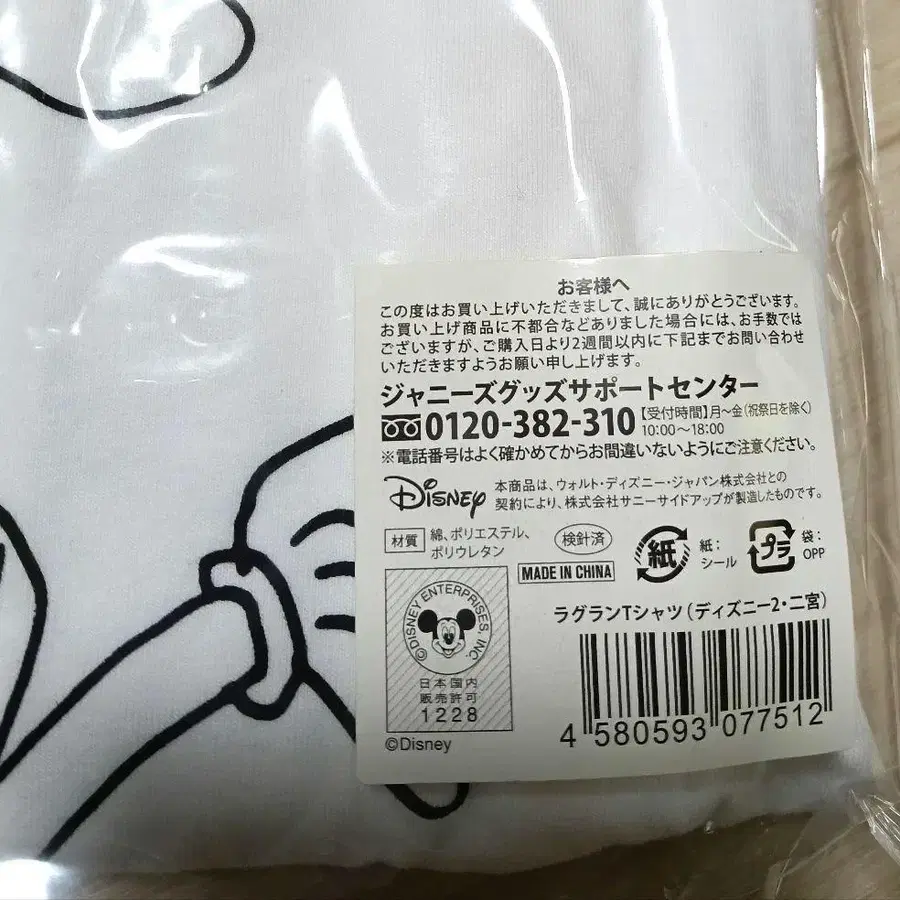 お客様へ
この度はお買い上げいただきまして、誠にありがとうございます。
お買い上げ商品に不都合などありました場合には、お手数では
ございますが、ご購入日より2週間以内に下記までお問い合わせ
いただきますようお願い申し上げます。
ジャニーズグッズサポートセンター
0120-382-310【受付時間】月～金(祝祭日を除く)
10:00～18:00
※電話番号はよく確かめてからお間違いないようにご注意ください。
Disney 本商品は、ウォルト・ディズニー・ジャパン株式会社との
契約により、株式会社サニーサイドアップが製造したものです。
材質 綿、ポリエステル、
ポリウレタン
検針済
MADE IN CHINA
紙 紙:
シール
プラ 袋:
OPP
©DISNEY ENTERPRISES, INC.
日本国内
販売許可
1228
©Disney
ラグランTシャツ(ディズニー2・二宮)
4 580593 077512